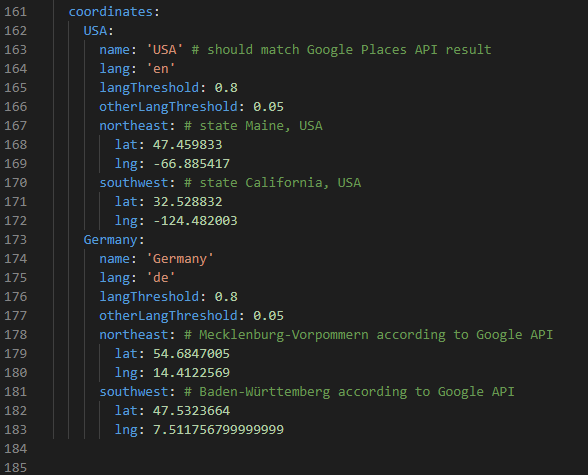 161 coordinates:
162 USA:
163 name: 'USA' # should match Google Places API result
164 lang: 'en'
165 langThreshold: 0.8
166 otherLangThreshold: 0.05
167 northeast: # state Maine, USA
168 lat: 47.459833
169 lng: -66.885417
170 southwest: # state California, USA
171 lat: 32.528832
172 lng: -124.482003
173 Germany:
174 name: 'Germany'
175 lang: 'de'
176 langThreshold: 0.8
177 otherLangThreshold: 0.05
178 northeast: # Mecklenburg-Vorpommern according to Google API
179 lat: 54.6847005
180 lng: 14.4122569
181 southwest: # Baden-Württemberg according to Google API
182 lat: 47.5323664
183 lng: 7.511756799999999
184
185